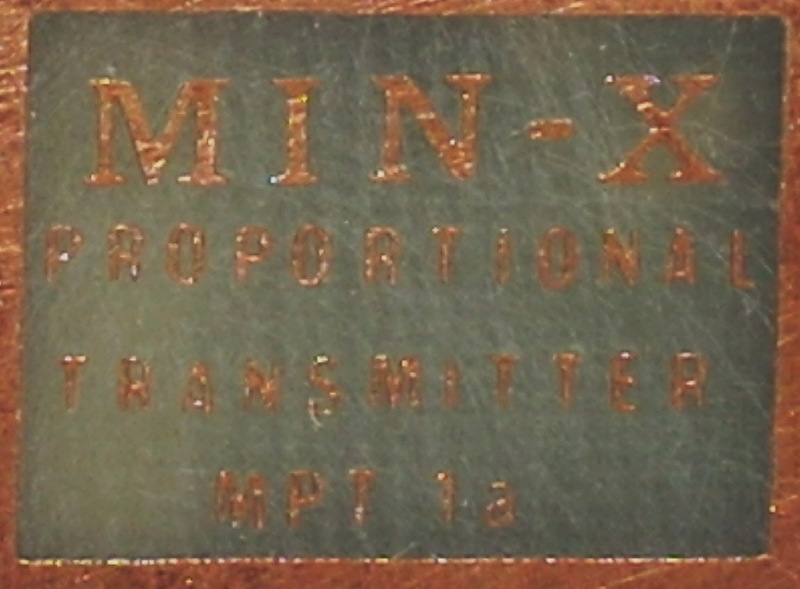 MIN-X
PROPORTIONAL
TRANSMITTER
MPT 1a